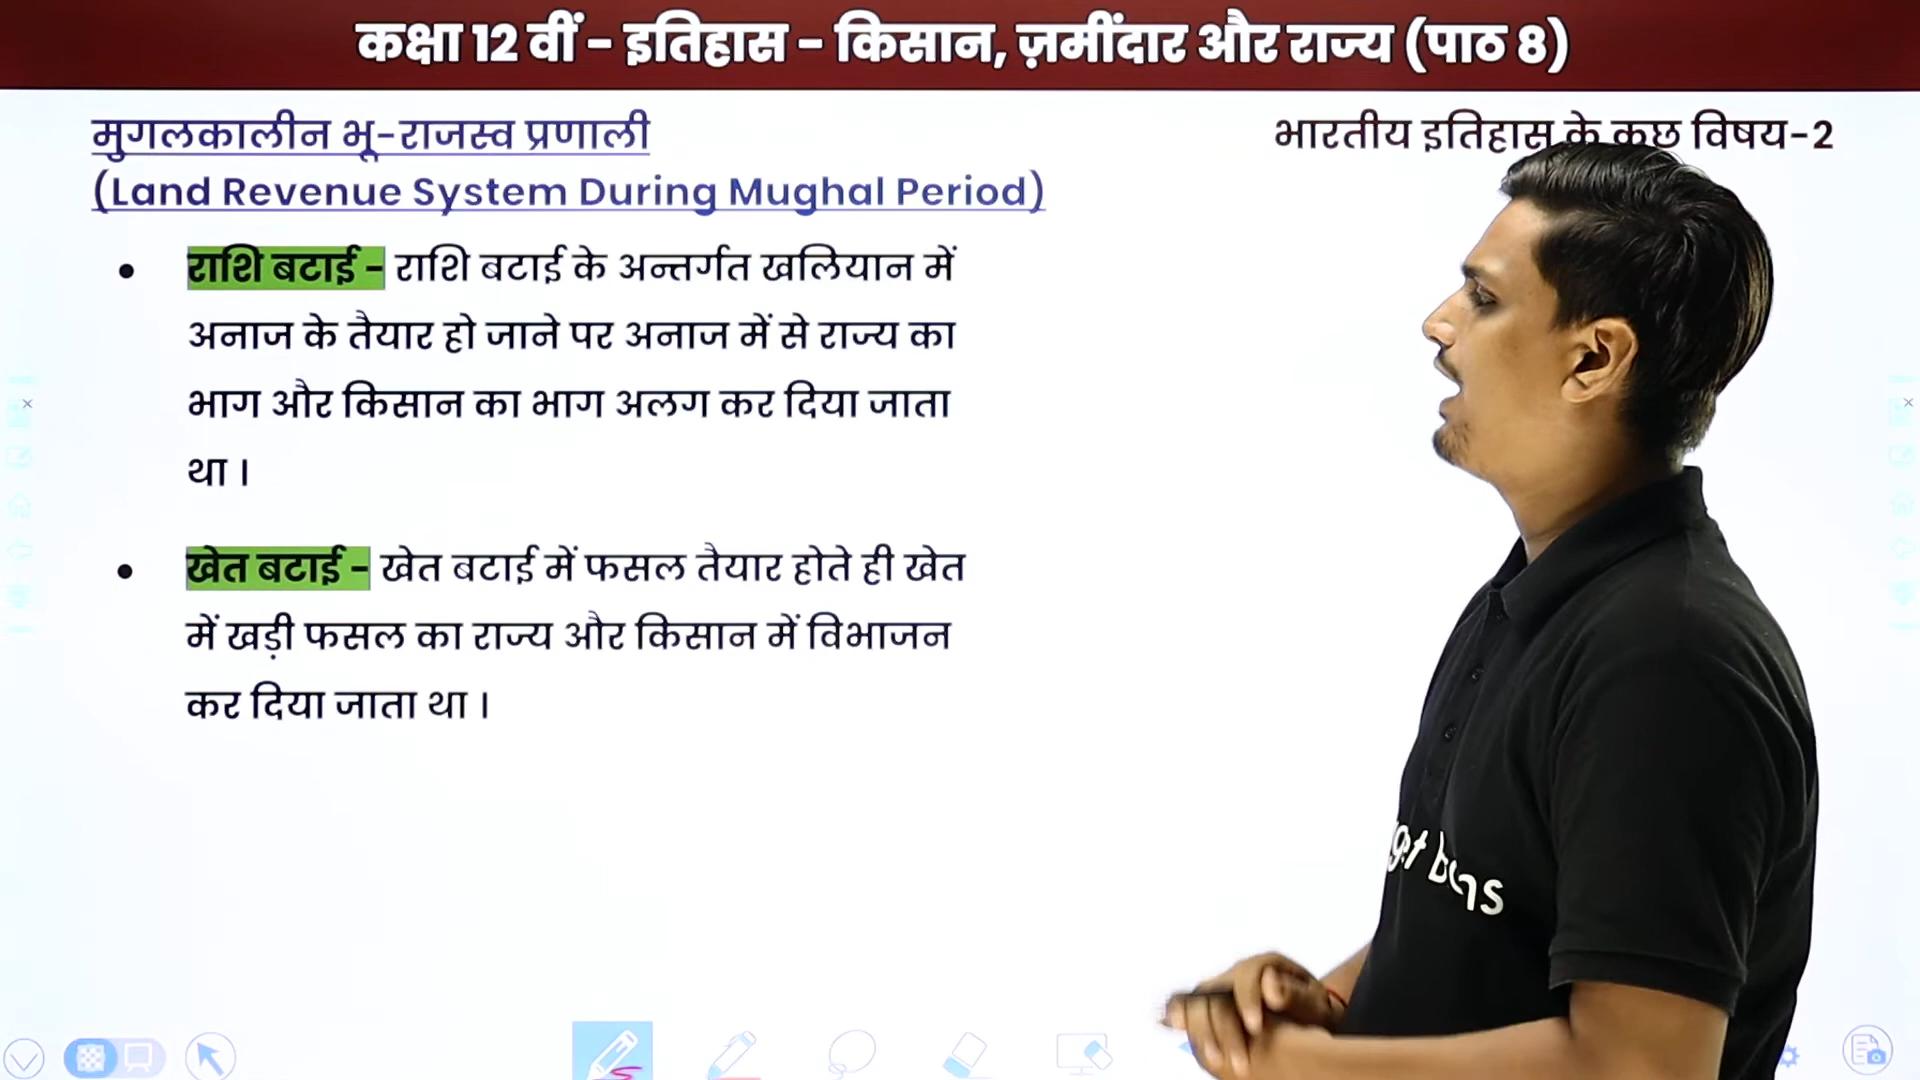 कक्षा 12 वीं - इतिहास - किसान, ज़मींदार और राज्य (पाठ 8)
मुगलकालीन भू-राजस्व प्रणाली
भारतीय इतिहास के कुछ विषय-2
(Land Revenue System During Mughal Period)
• राशि बटाई - राशि बटाई के अन्तर्गत खलियान में
अनाज के तैयार हो जाने पर अनाज में से राज्य का
भाग और किसान का भाग अलग कर दिया जाता
था ।
• खेत बटाई - खेत बटाई में फसल तैयार होते ही खेत
में खड़ी फसल का राज्य और किसान में विभाजन
कर दिया जाता था ।